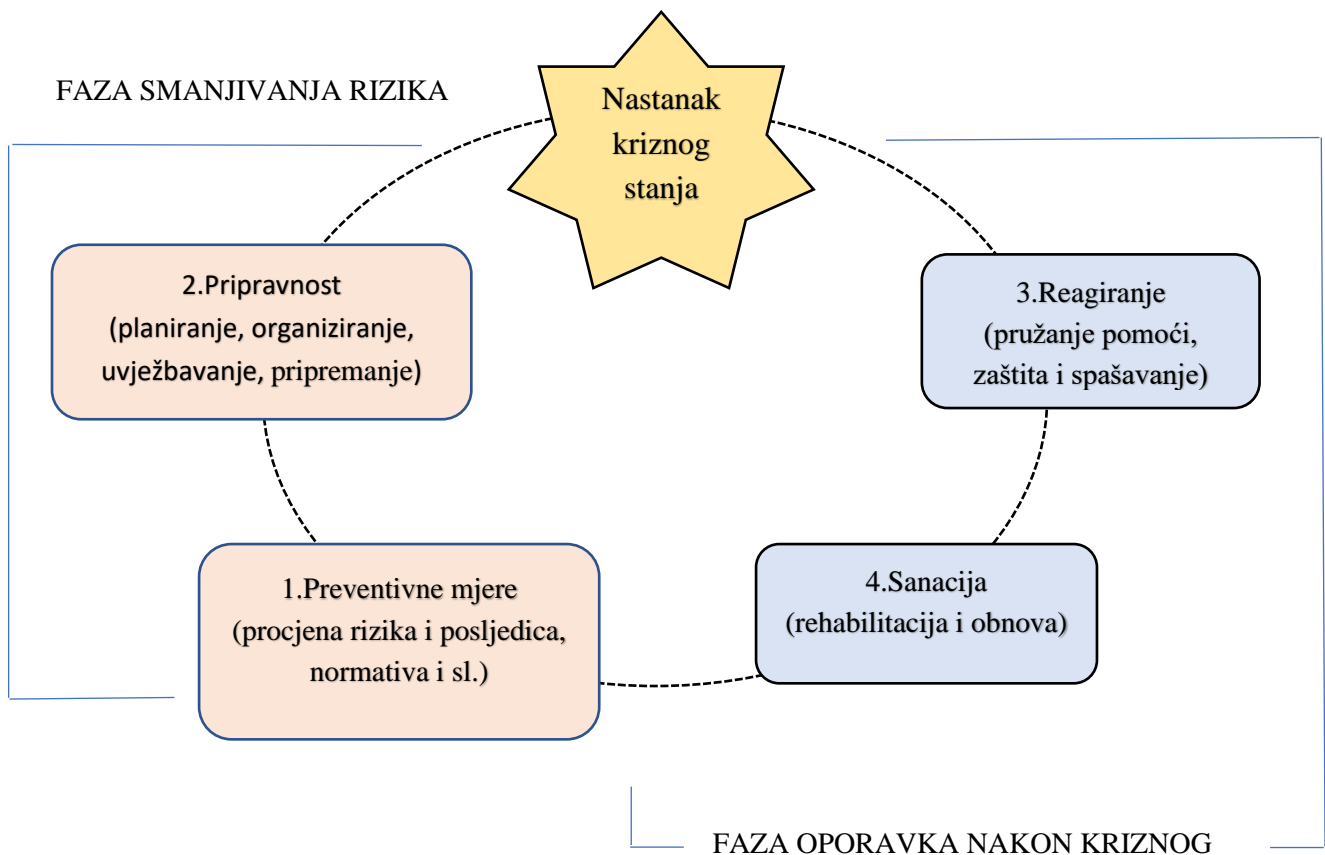 FAZA SMANJIVANJA RIZIKA
Nastanak
kriznog
stanja
2.Pripravnost
(planiranje, organiziranje,
uvježbavanje, pripremanje)
3.Reagiranje
(pružanje pomoći,
zaštita i spašavanje)
1.Preventivne mjere
(procjena rizika i posljedica,
normativa i sl.)
4.Sanacija
(rehabilitacija i obnova)
FAZA OPORAVKA NAKON KRIZNOG